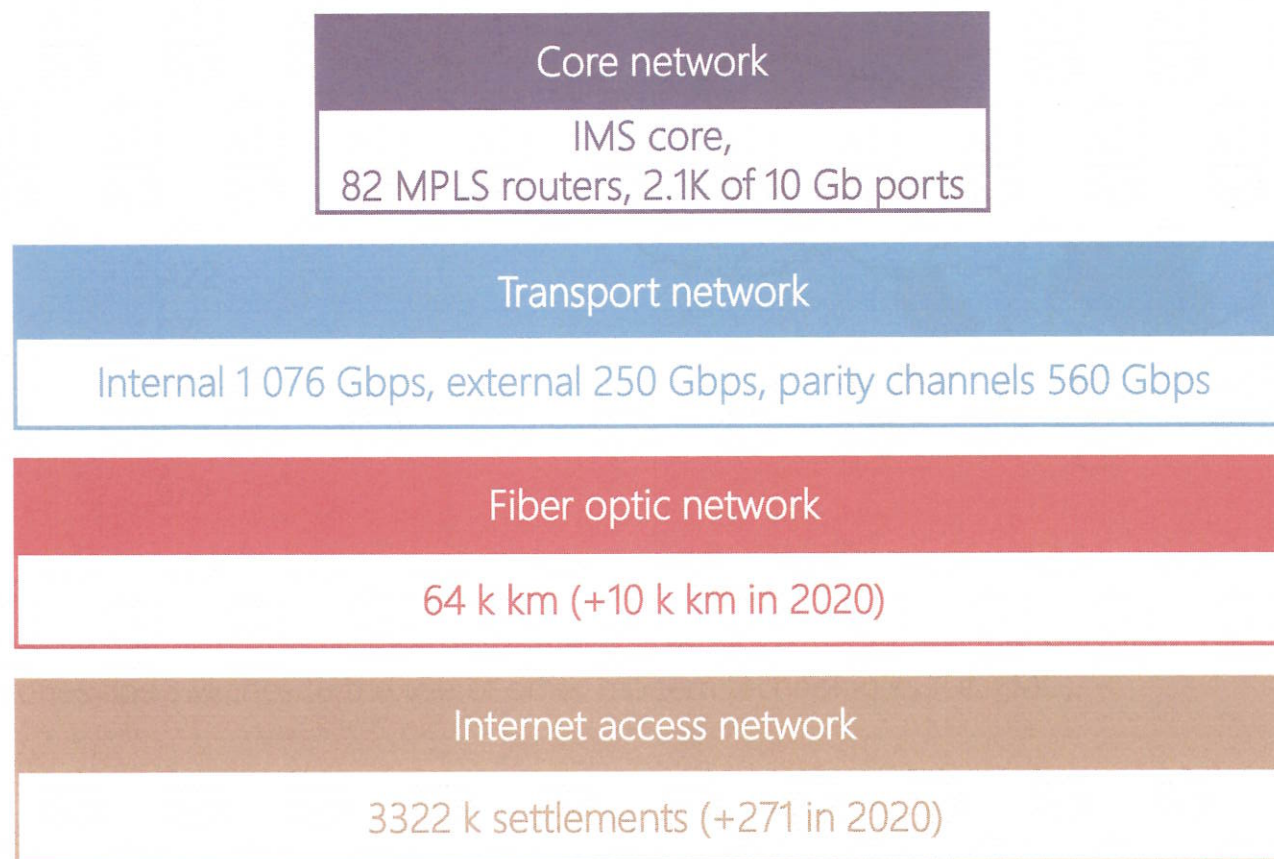 Core network
IMS core,
82 MPLS routers, 2.1K of 10 Gb ports
Transport network
Internal 1 076 Gbps, external 250 Gbps, parity channels 560 Gbps
Fiber optic network
64 k km (+10 k km in 2020)
Internet access network
3322 k settlements (+271 in 2020)